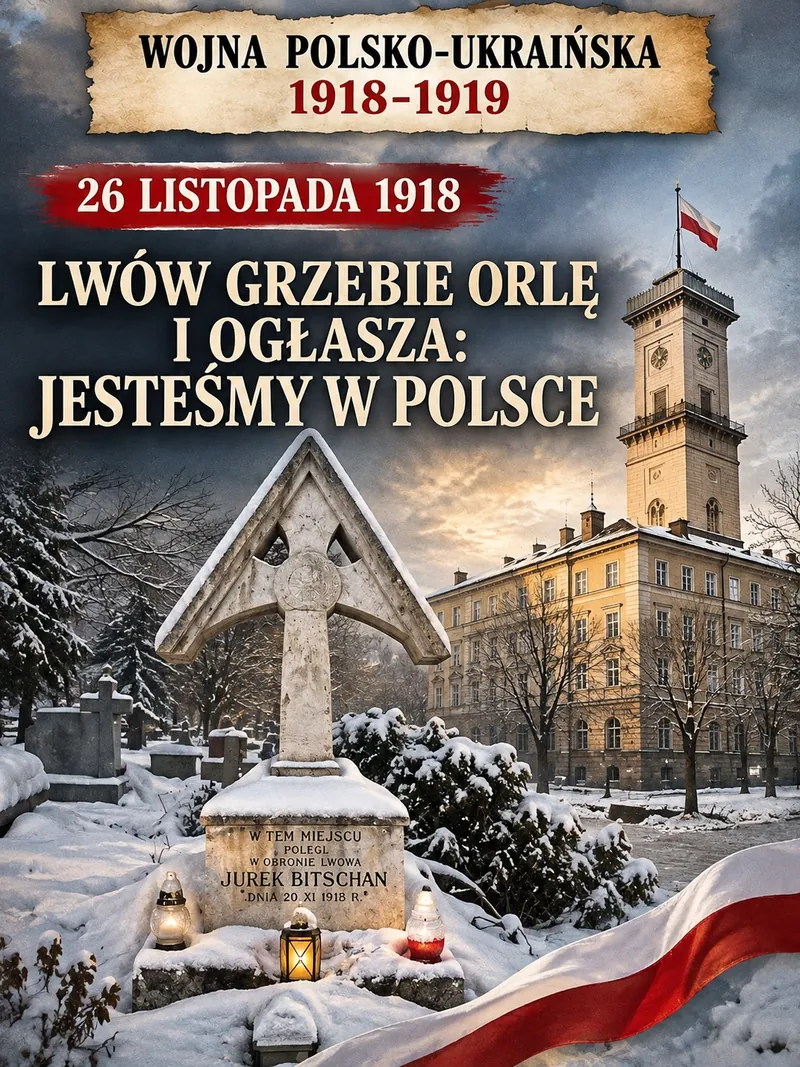 WOJNA POLSKO-UKRAIŃSKA
1918-1919
26 LISTOPADA 1918
LWÓW GRZEBIE ORLĘ
I OGŁASZA:
JESTEŚMY W POLSCE
W TEM MIEJSCU
POLEGL
W OBRONIE LWOWA
JUREK BITSCHAN
"DNIA 20 XI 1918 R."